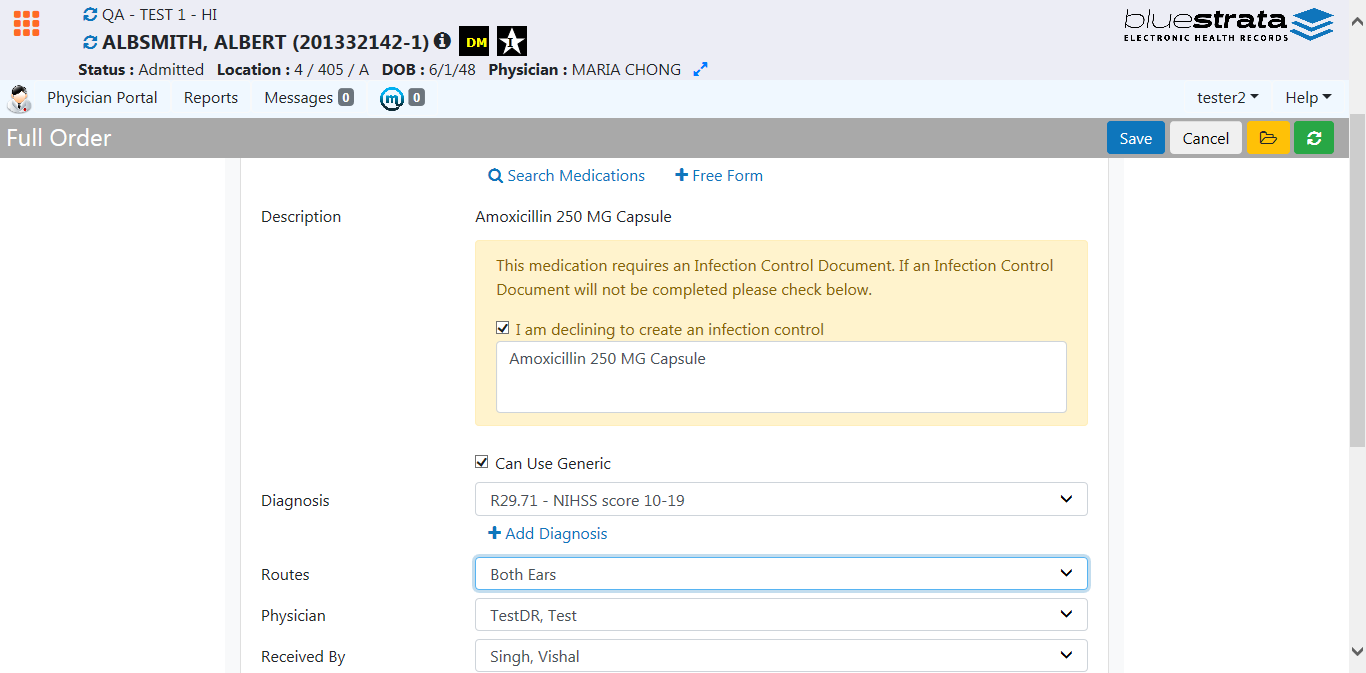 QA - TEST 1 - HI
ALBSMITH, ALBERT (201332142-1) DM 1
Status : Admitted Location : 4 / 405 / A DOB : 6/1/48 Physician : MARIA CHONG
bluestrata
ELECTRONIC HEALTH RECORDS
Physician Portal Reports Messages 0 m 0 tester2 Help
Full Order Save Cancel
Search Medications Free Form
Description Amoxicillin 250 MG Capsule
This medication requires an Infection Control Document. If an Infection Control
Document will not be completed please check below.
I am declining to create an infection control
Amoxicillin 250 MG Capsule
Can Use Generic
Diagnosis R29.71 - NIHSS score 10-19
Add Diagnosis
Routes Both Ears
Physician TestDR, Test
Received By Singh, Vishal